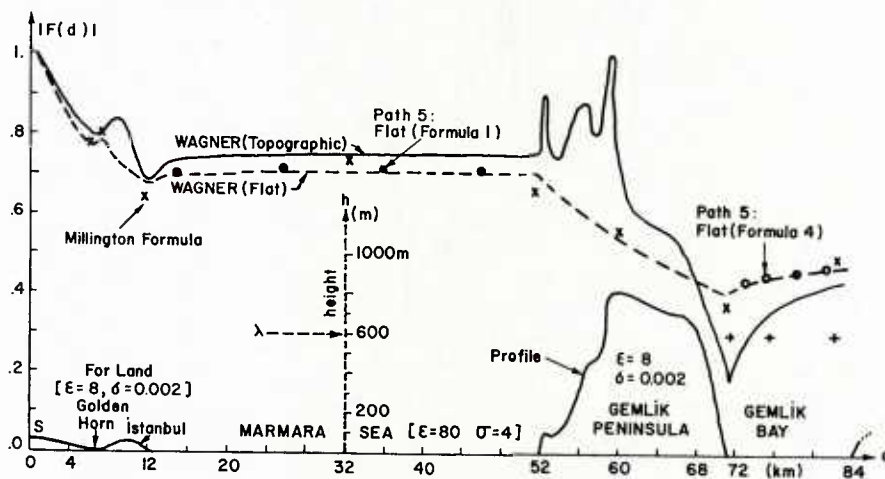 |F(d)|
1.
.8
.6
.4
.2
.0
WAGNER(Topographic)
WAGNER (Flat)
Path 5:
Flat (Formula 1)
Millington Formula
h
(m)
1000m
height
λ
600
200
Path 5:
Flat (Formula 4)
Profile
ε=8
σ=0.002
For Land
[ε=8, σ=0.002]
Golden
Horn
İstanbul
S
MARMARA SEA [ε=80 σ=4]
GEMLİK
PENINSULA
GEMLİK
BAY
0 4 6 12 20 32 40 52 60 68 72 (km) 84